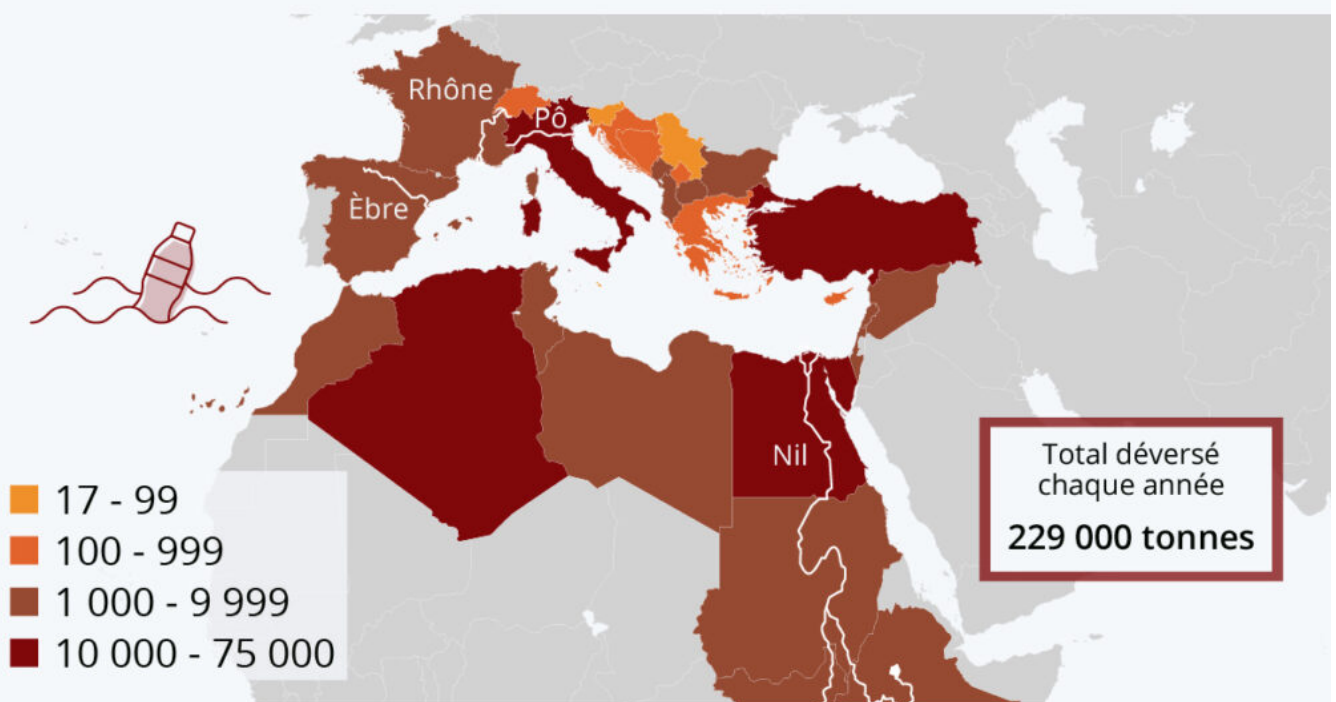 Rhône
Pô
Èbre
Nil
17 - 99
100 - 999
1 000 - 9 999
10 000 - 75 000
Total déversé
chaque année
229 000 tonnes